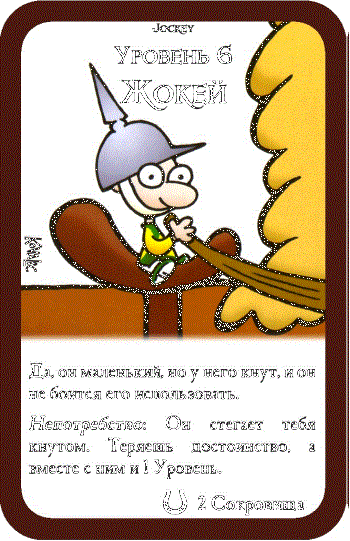 Jockey
Уровень 6
Жокей
Да, он маленький, но у него кнут, и он
не боится его использовать.
Непотребство: Он стегает тебя
кнутом. Теряешь достоинство, а
вместе с ним и 1 Уровень.
2 Сокровища